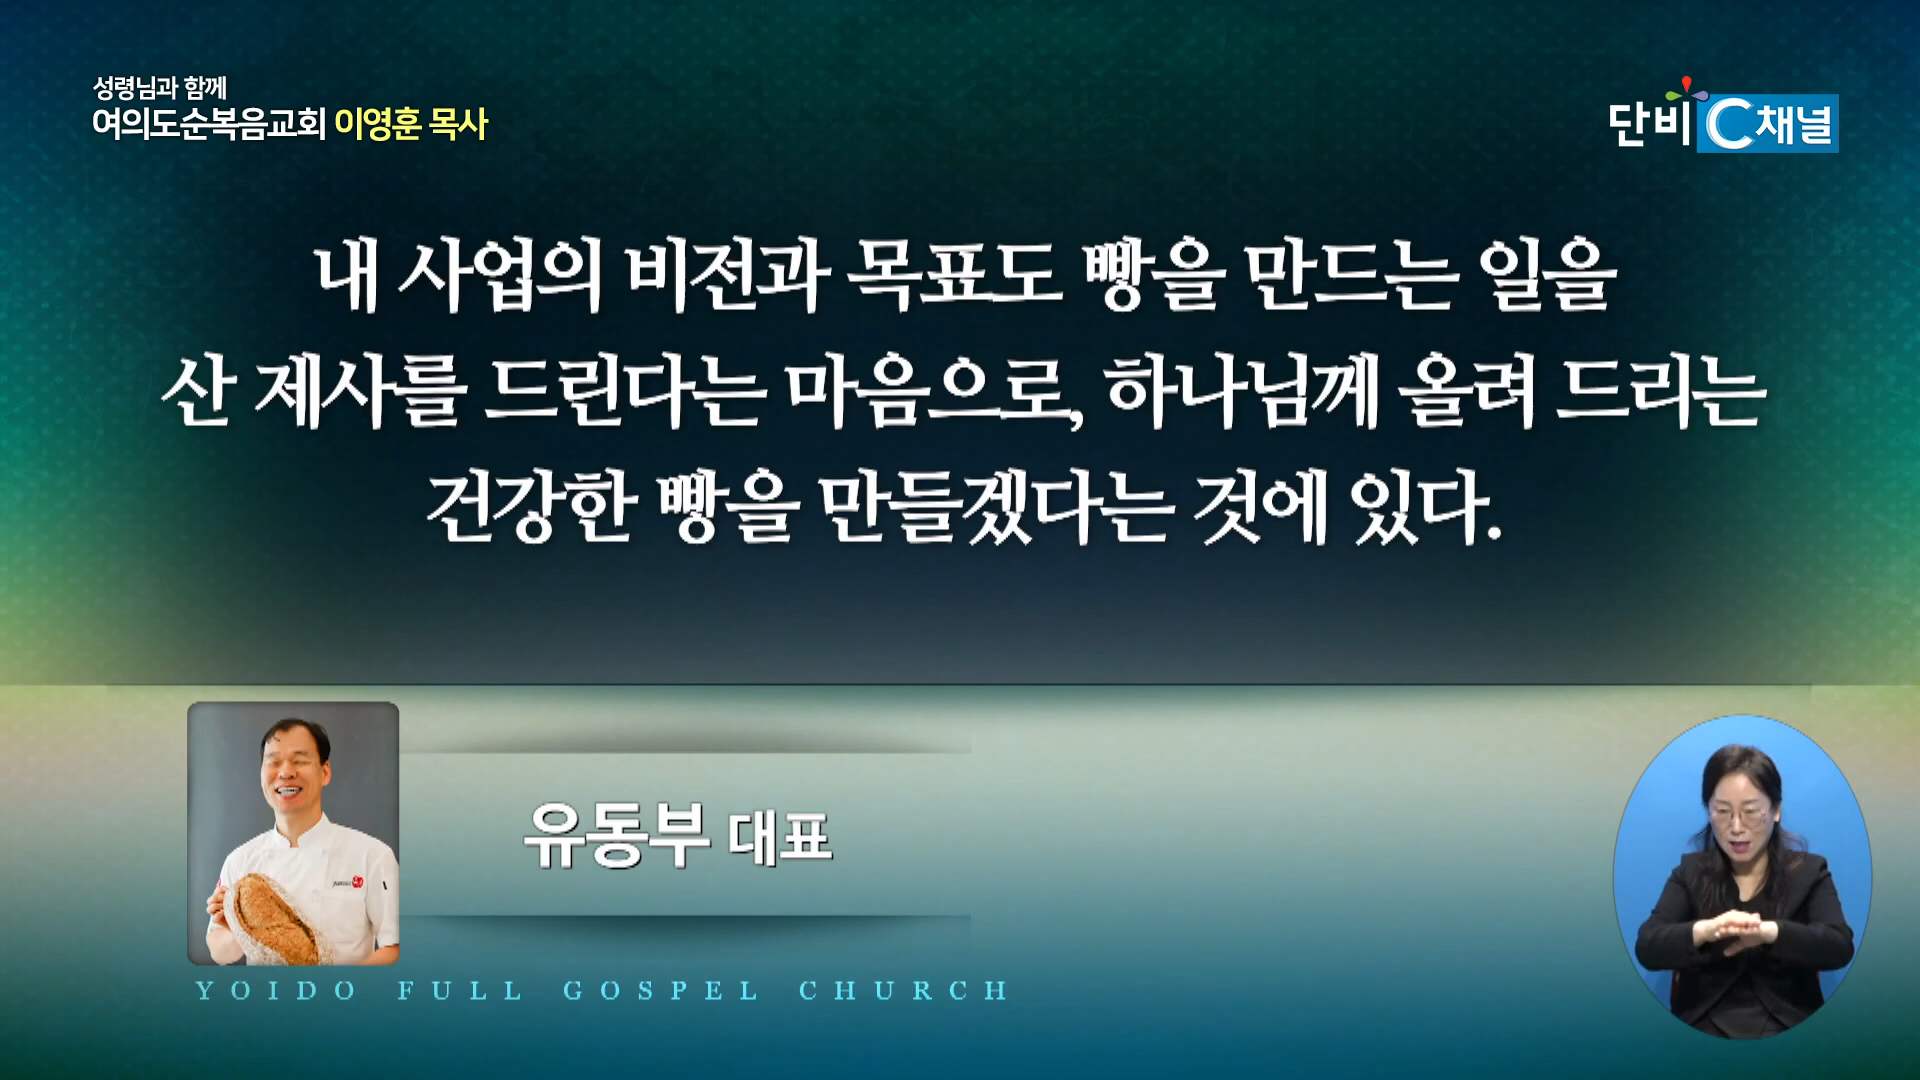 성령님과 함께
여의도순복음교회 이영훈 목사
단비 C채널
내 사업의 비전과 목표도 빵을 만드는 일을
산 제사를 드린다는 마음으로, 하나님께 올려 드리는
건강한 빵을 만들겠다는 것에 있다.
유동부 대표
YOIDO FULL GOSPEL CHURCH